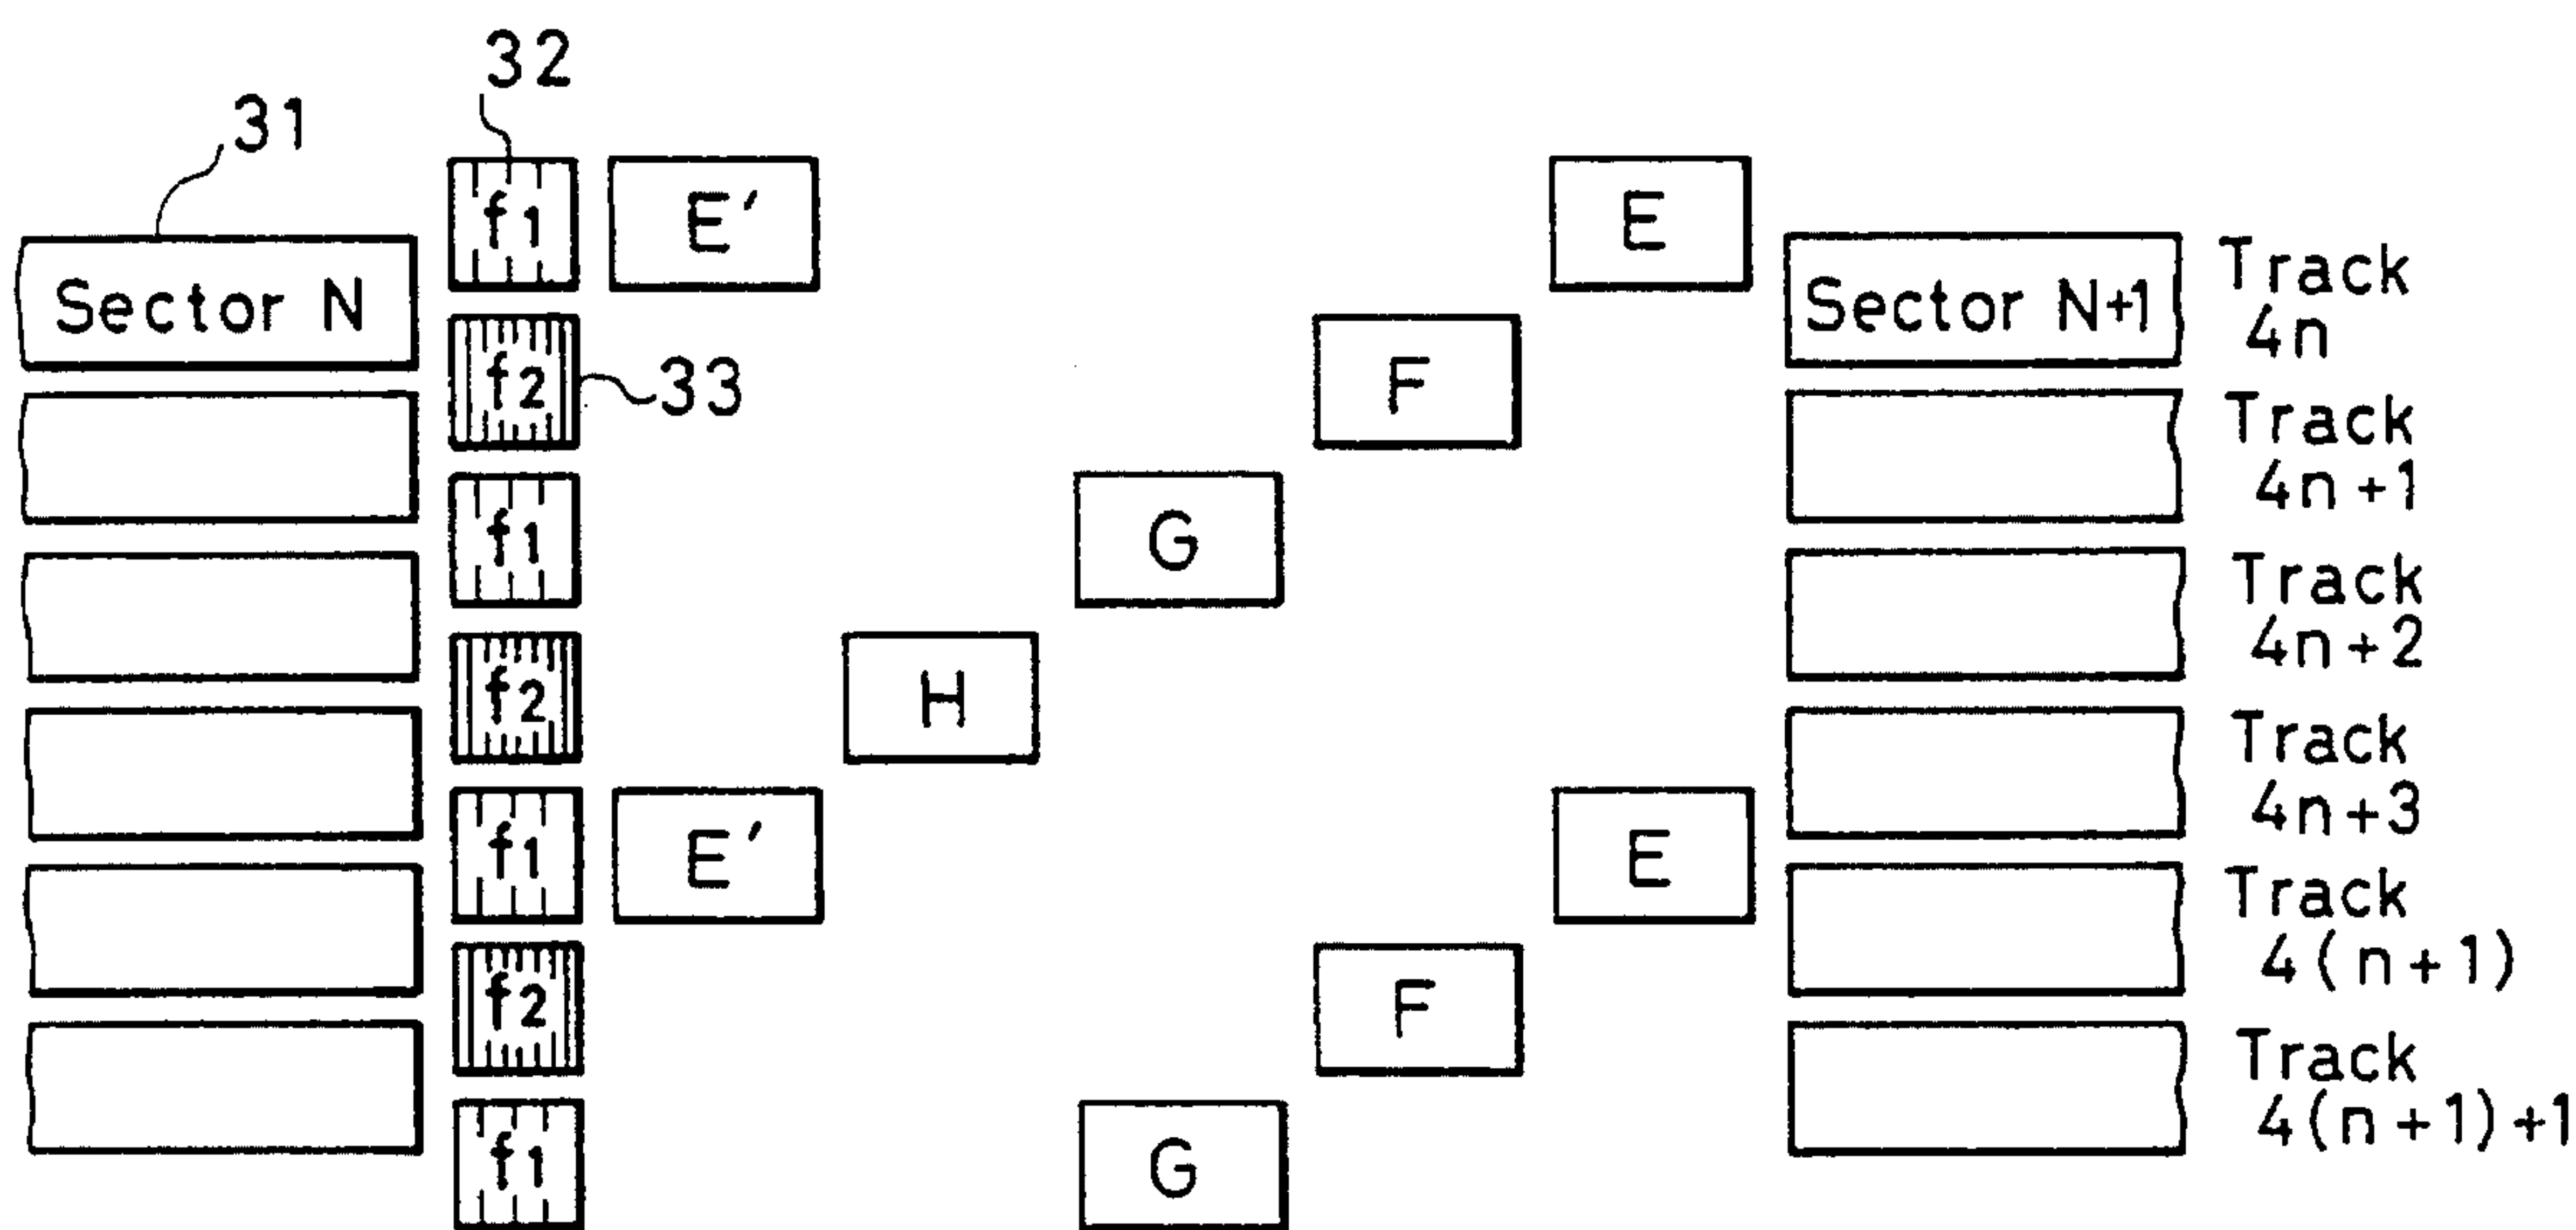 32
31
f1 E' E
Sector N Sector N+1 Track
4n
f2 33 F
Track
4n+1
f1 G
Track
4n+2
f2 H
Track
4n+3
f1 E' E
Track
4(n+1)
f2 F
Track
4(n+1)+1
f1 G